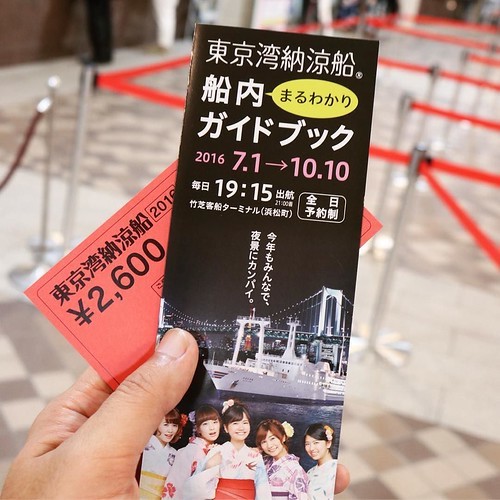 東京湾納涼船®
船内 まるわかり
ガイドブック
2016 7.1→10.10
毎日 19:15 出航
21:00着
竹芝客船ターミナル(浜松町)
全日
予約制
今年もみんなで、
夜景にカンパイ。
東京湾納涼船 2016
¥2,600